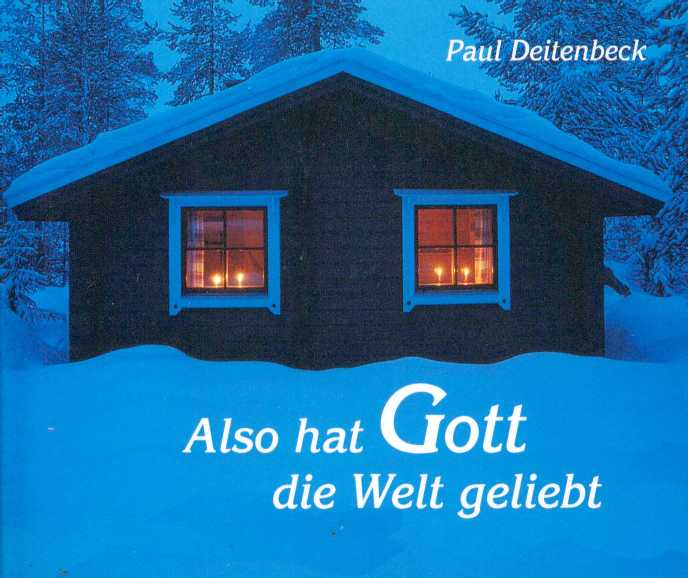 Paul Deitenbeck
Also hat Gott
die Welt geliebt